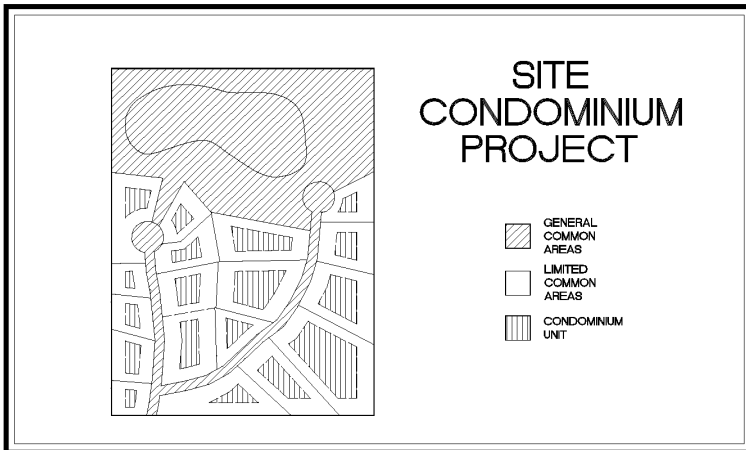 SITE
CONDOMINIUM
PROJECT
GENERAL
COMMON
AREAS
LIMITED
COMMON
AREAS
CONDOMINIUM
UNIT